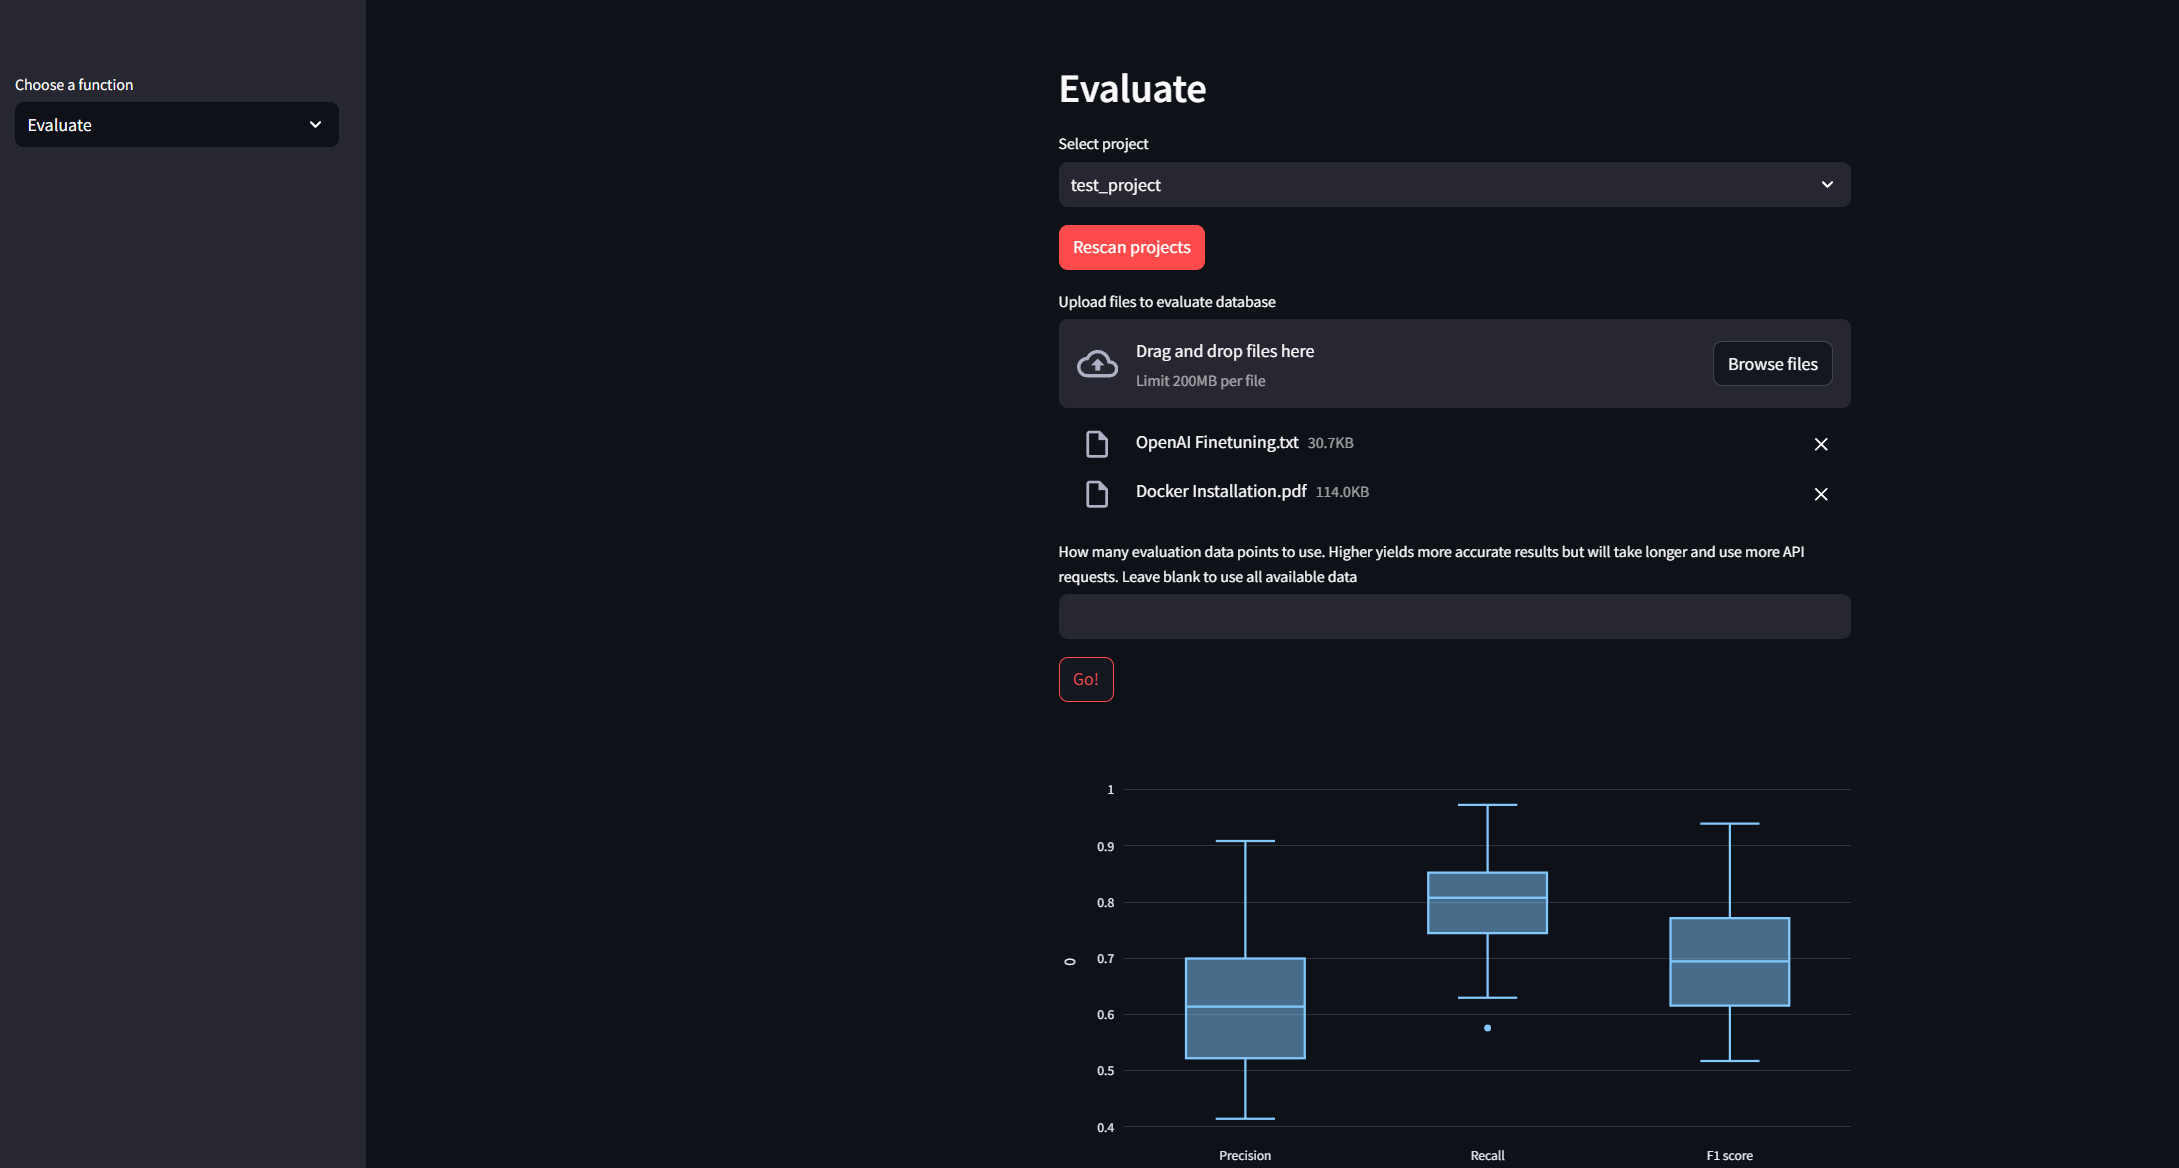 Choose a function
Evaluate
Evaluate
Select project
test_project
Rescan projects
Upload files to evaluate database
Drag and drop files here
Limit 200MB per file
Browse files
OpenAI Finetuning.txt 30.7KB
Docker Installation.pdf 114.0KB
How many evaluation data points to use. Higher yields more accurate results but will take longer and use more API
requests. Leave blank to use all available data
Go!
1
0.9
0.8
0.7
0.6
0.5
0.4
0
Precision Recall F1 score